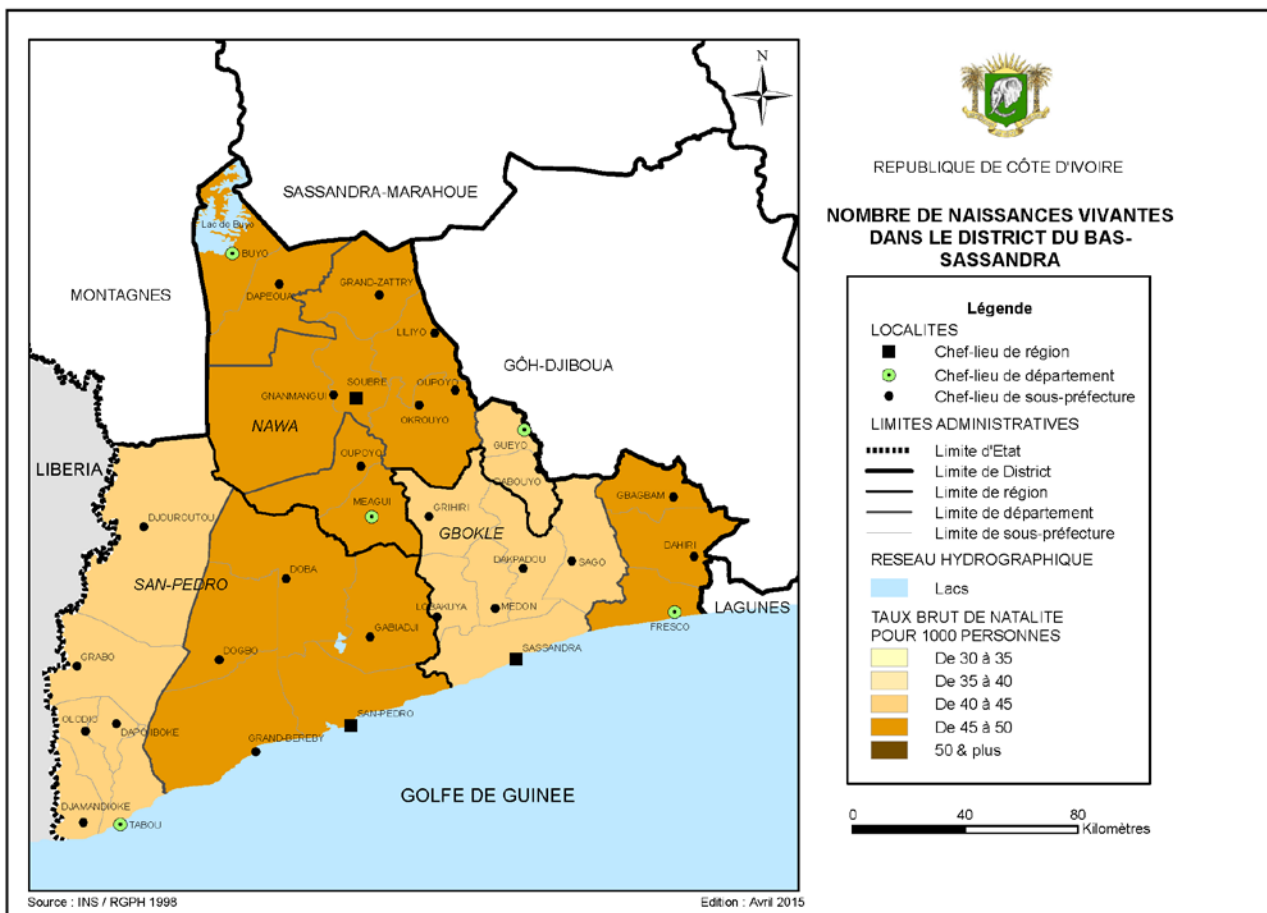 N
SASSANDRA-MARAHOUE
Lac de Buyo
BUYO
MONTAGNES
DAPEOUA
GRAND-ZATTRY
LILIYO
GÔH-DJIBOUA
SOUBRE
OUPOYO
GNANMANGUI
OKROUYO
NAWA
GUEYO
LIBERIA
OUPOYO
DABOUYO
GBAGBAM
MEAGUI
GRIHIRI
DJOUROUTOU
GBOKLE
DAHIRI
DAKPADOU
SAGO
SAN-PEDRO
DOBA
LOBAKUYA
MEDON
LAGUNES
GABIADJI
FRESCO
GRABO
DOGBO
SASSANDRA
OLODIO
DAPO-IBOKE
SAN-PEDRO
GRAND-BEREBY
GOLFE DE GUINEE
DJAMANDIOKE
TABOU
Source : INS / RGPH 1998
Edition : Avril 2015
REPUBLIQUE DE CÔTE D'IVOIRE
NOMBRE DE NAISSANCES VIVANTES
DANS LE DISTRICT DU BAS-
SASSANDRA
Légende
LOCALITES
Chef-lieu de région
Chef-lieu de département
Chef-lieu de sous-préfecture
LIMITES ADMINISTRATIVES
Limite d'Etat
Limite de District
Limite de région
Limite de département
Limite de sous-préfecture
RESEAU HYDROGRAPHIQUE
Lacs
TAUX BRUT DE NATALITE
POUR 1000 PERSONNES
De 30 à 35
De 35 à 40
De 40 à 45
De 45 à 50
50 & plus
0 40 80
Kilomètres